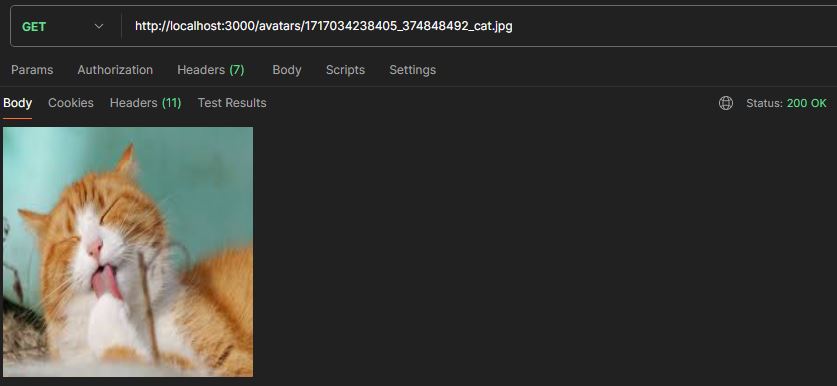 GET http://localhost:3000/avatars/1717034238405_374848492_cat.jpg
Params Authorization Headers (7) Body Scripts Settings
Body Cookies Headers (11) Test Results Status: 200 OK